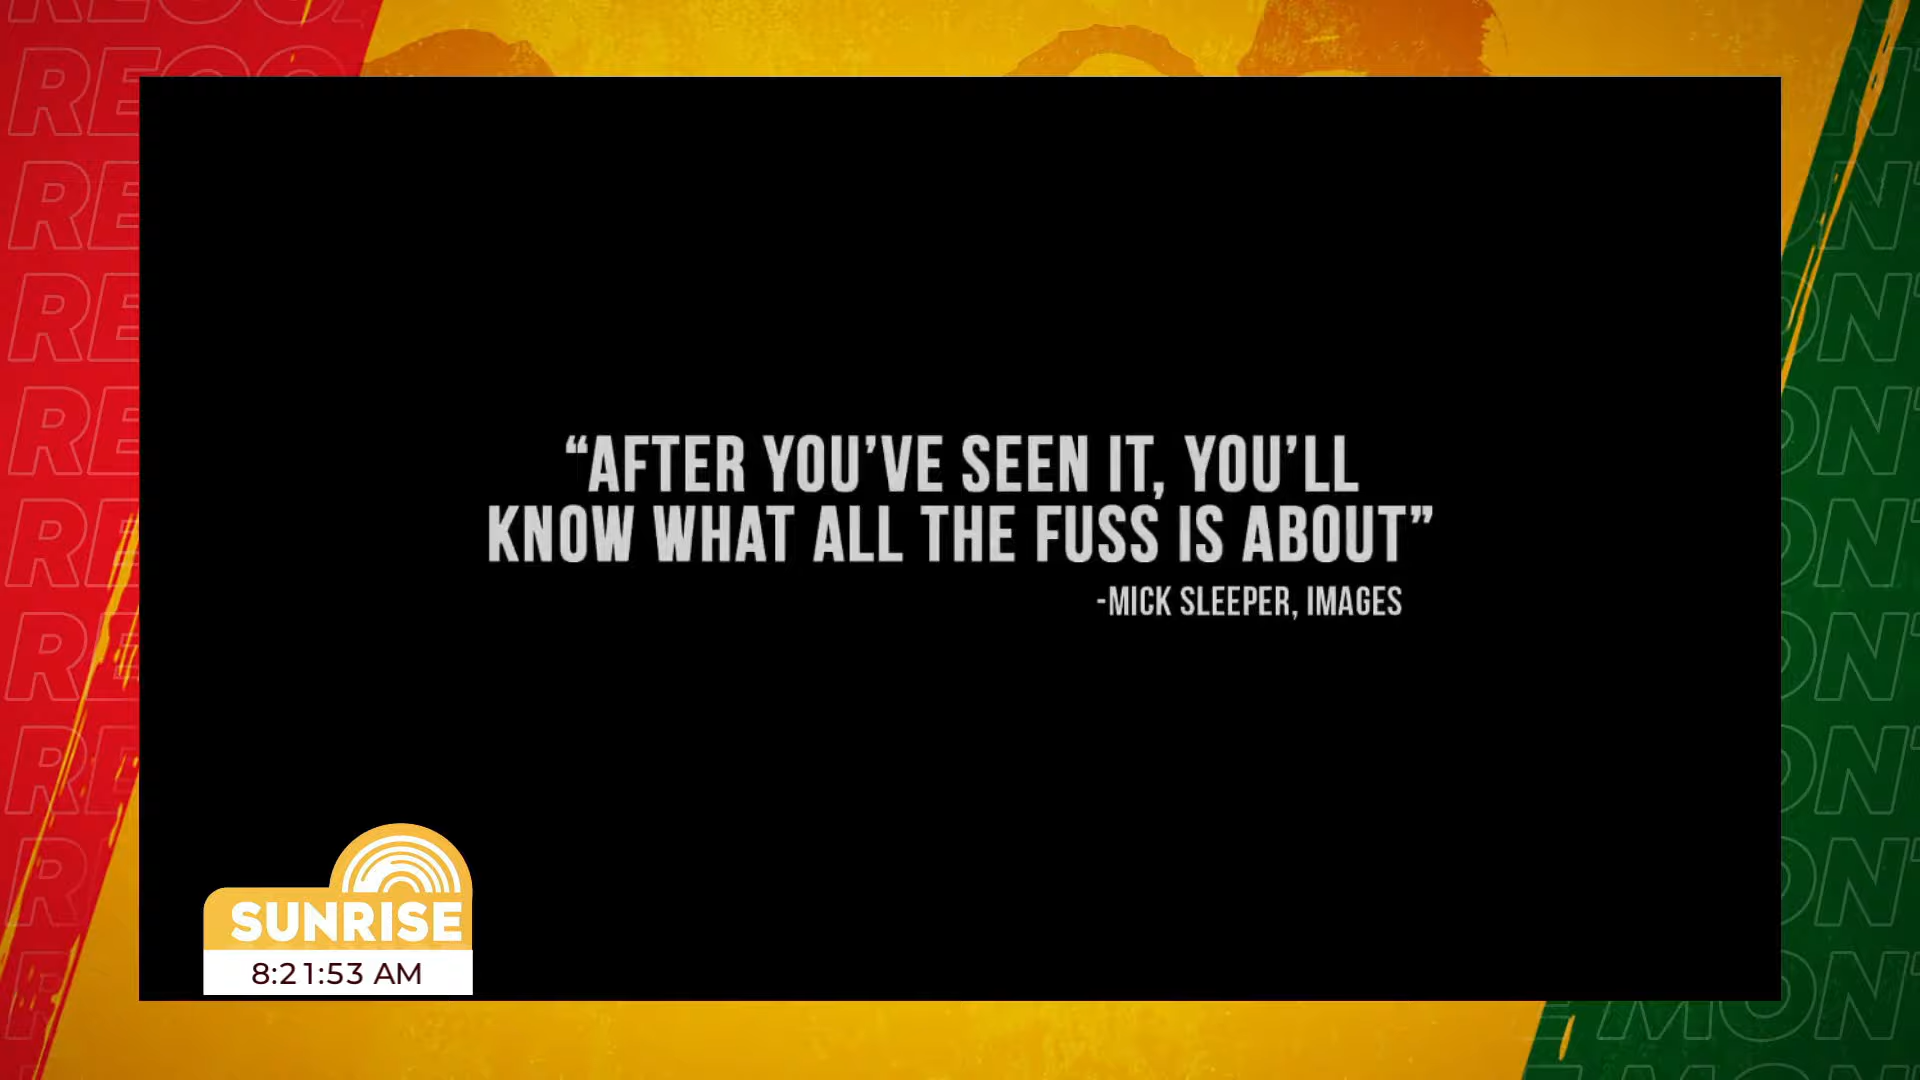 “AFTER YOU’VE SEEN IT, YOU’LL
KNOW WHAT ALL THE FUSS IS ABOUT”
-MICK SLEEPER, IMAGES
SUNRISE
8:21:53 AM